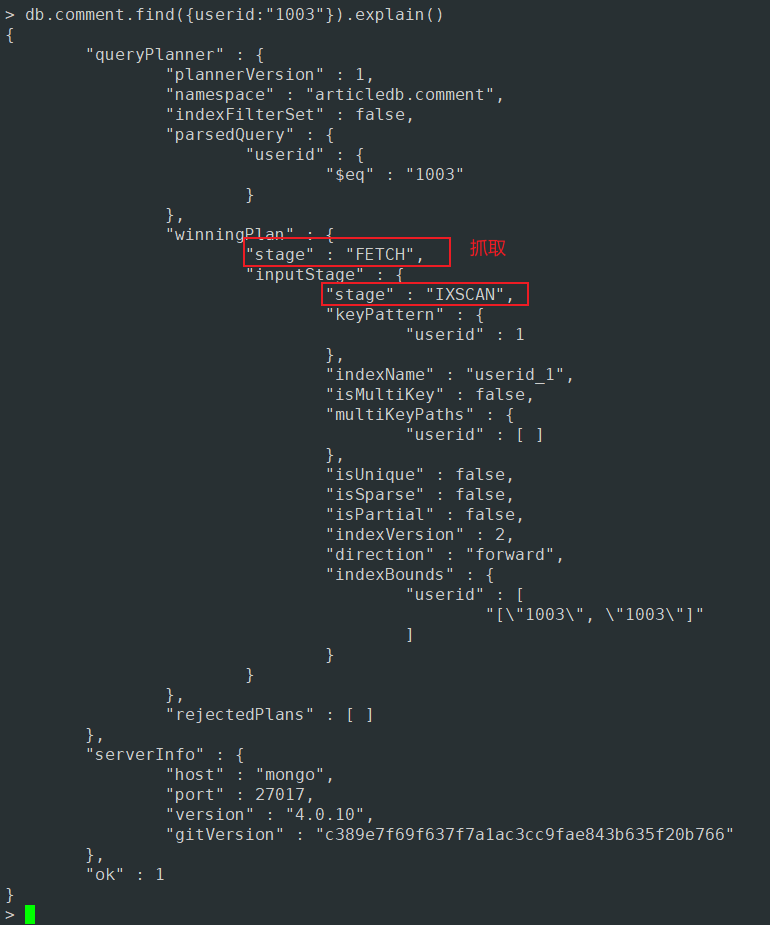 > db.comment.find({userid:"1003"}).explain()
{
        "queryPlanner" : {
                "plannerVersion" : 1,
                "namespace" : "articledb.comment",
                "indexFilterSet" : false,
                "parsedQuery" : {
                        "userid" : {
                                "$eq" : "1003"
                        }
                },
                "winningPlan" : {
                        "stage" : "FETCH", 抓取
                        "inputStage" : {
                                "stage" : "IXSCAN",
                                "keyPattern" : {
                                        "userid" : 1
                                },
                                "indexName" : "userid_1",
                                "isMultiKey" : false,
                                "multiKeyPaths" : {
                                        "userid" : [ ]
                                },
                                "isUnique" : false,
                                "isSparse" : false,
                                "isPartial" : false,
                                "indexVersion" : 2,
                                "direction" : "forward",
                                "indexBounds" : {
                                        "userid" : [
                                                "[\"1003\", \"1003\"]"
                                        ]
                                }
                        }
                },
                "rejectedPlans" : [ ]
        },
        "serverInfo" : {
                "host" : "mongo",
                "port" : 27017,
                "version" : "4.0.10",
                "gitVersion" : "c389e7f69f637f7a1ac3cc9fae843b635f20b766"
        },
        "ok" : 1
}
>